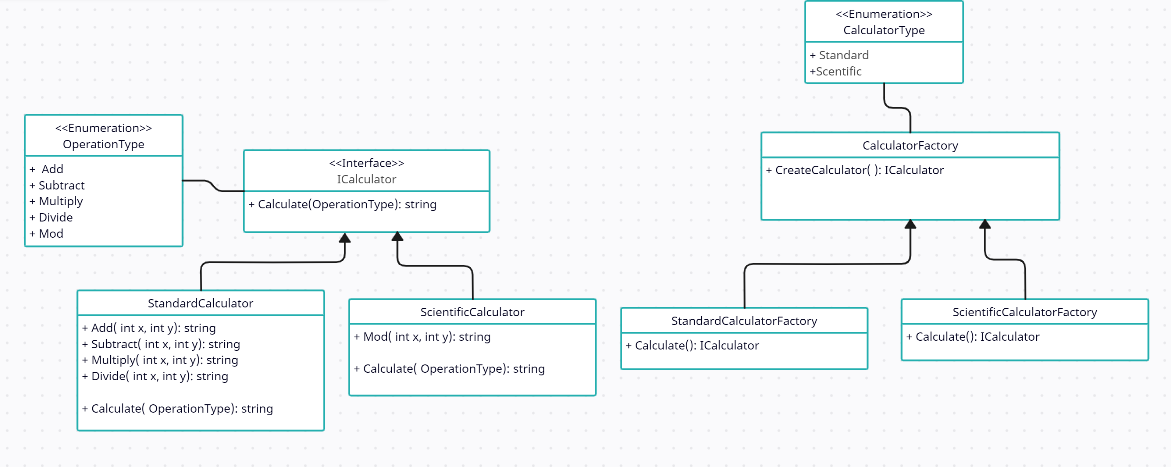 <<Enumeration>>
OperationType
+ Add
+ Subtract
+ Multiply
+ Divide
+ Mod
<<Interface>>
ICalculator
+ Calculate(OperationType): string
StandardCalculator
+ Add( int x, int y): string
+ Subtract( int x, int y): string
+ Multiply( int x, int y): string
+ Divide( int x, int y): string
+ Calculate( OperationType): string
ScientificCalculator
+ Mod( int x, int y): string
+ Calculate( OperationType): string
<<Enumeration>>
CalculatorType
+ Standard
+Scentific
CalculatorFactory
+ CreateCalculator( ): ICalculator
StandardCalculatorFactory
+ Calculate(): ICalculator
ScientificCalculatorFactory
+ Calculate(): ICalculator